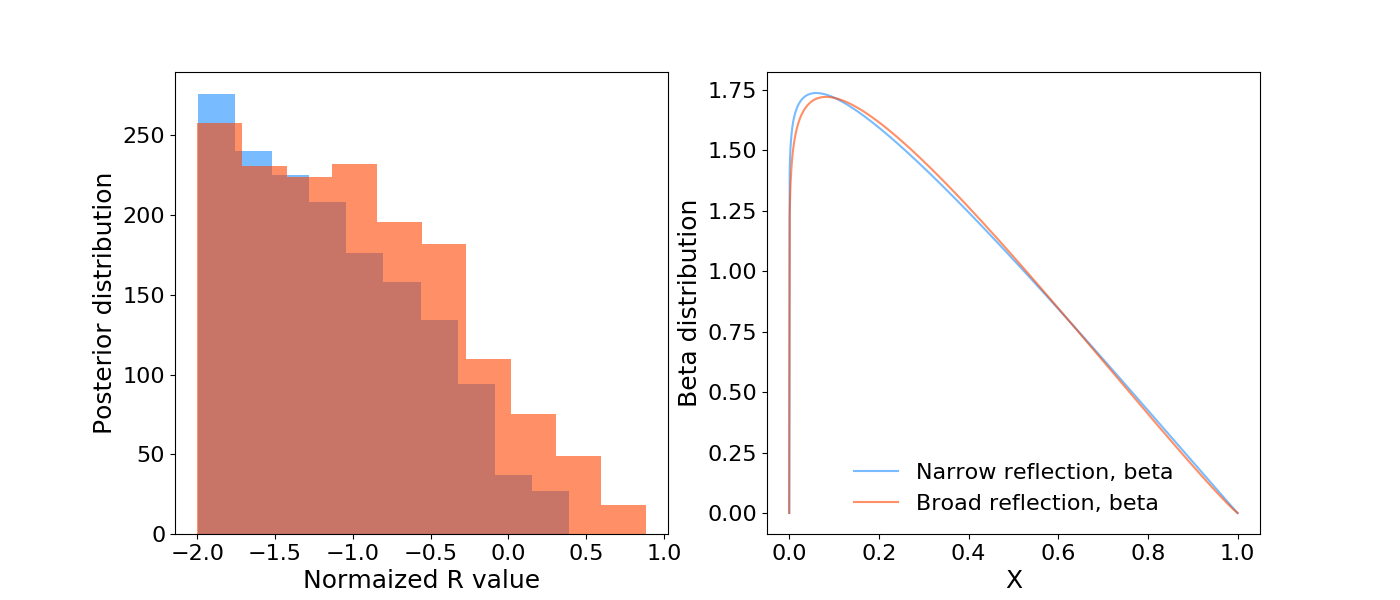 Posterior distribution
250
200
150
100
50
0
−2.0 −1.5 −1.0 −0.5 0.0 0.5 1.0
Normaized R value
Beta distribution
1.75
1.50
1.25
1.00
0.75
0.50
0.25
0.00
Narrow reflection, beta
Broad reflection, beta
0.0 0.2 0.4 0.6 0.8 1.0
X